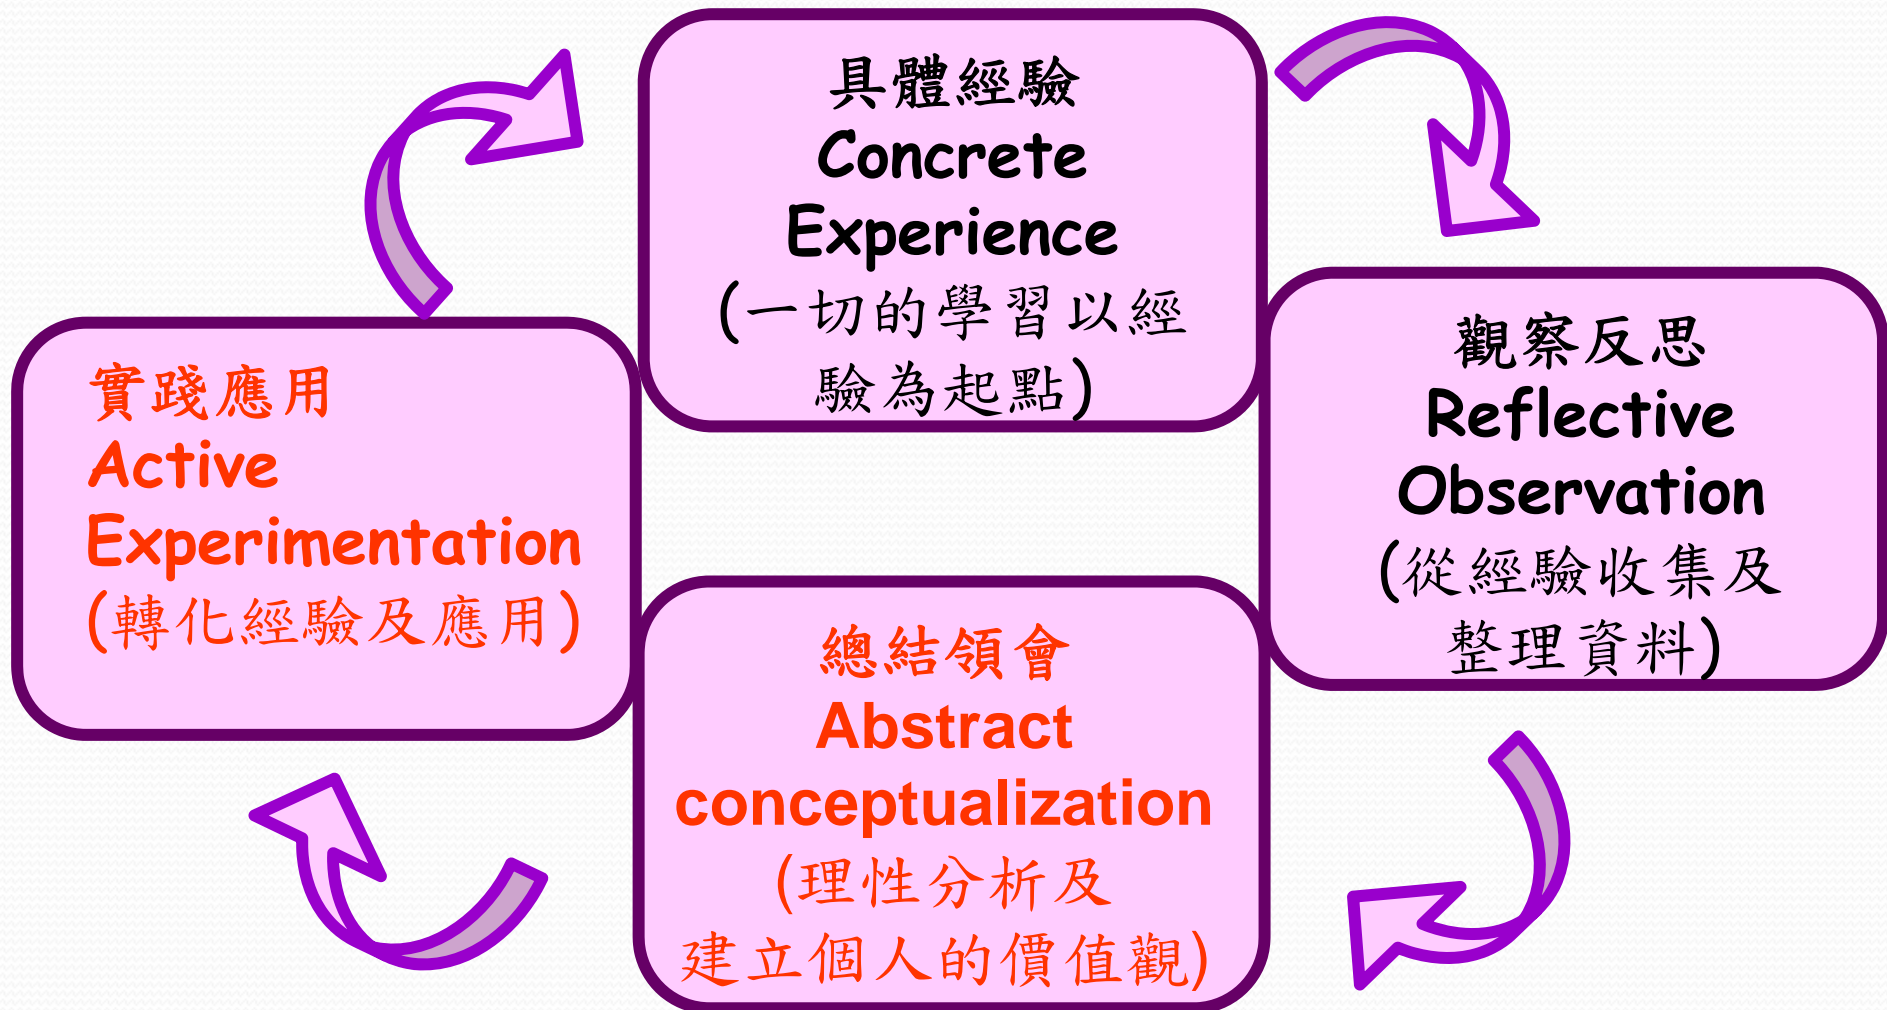 具體經驗
Concrete
Experience
(一切的學習以經
驗為起點)
觀察反思
Reflective
Observation
(從經驗收集及
整理資料)
總結領會
Abstract
conceptualization
(理性分析及
建立個人的價值觀)
實踐應用
Active
Experimentation
(轉化經驗及應用)